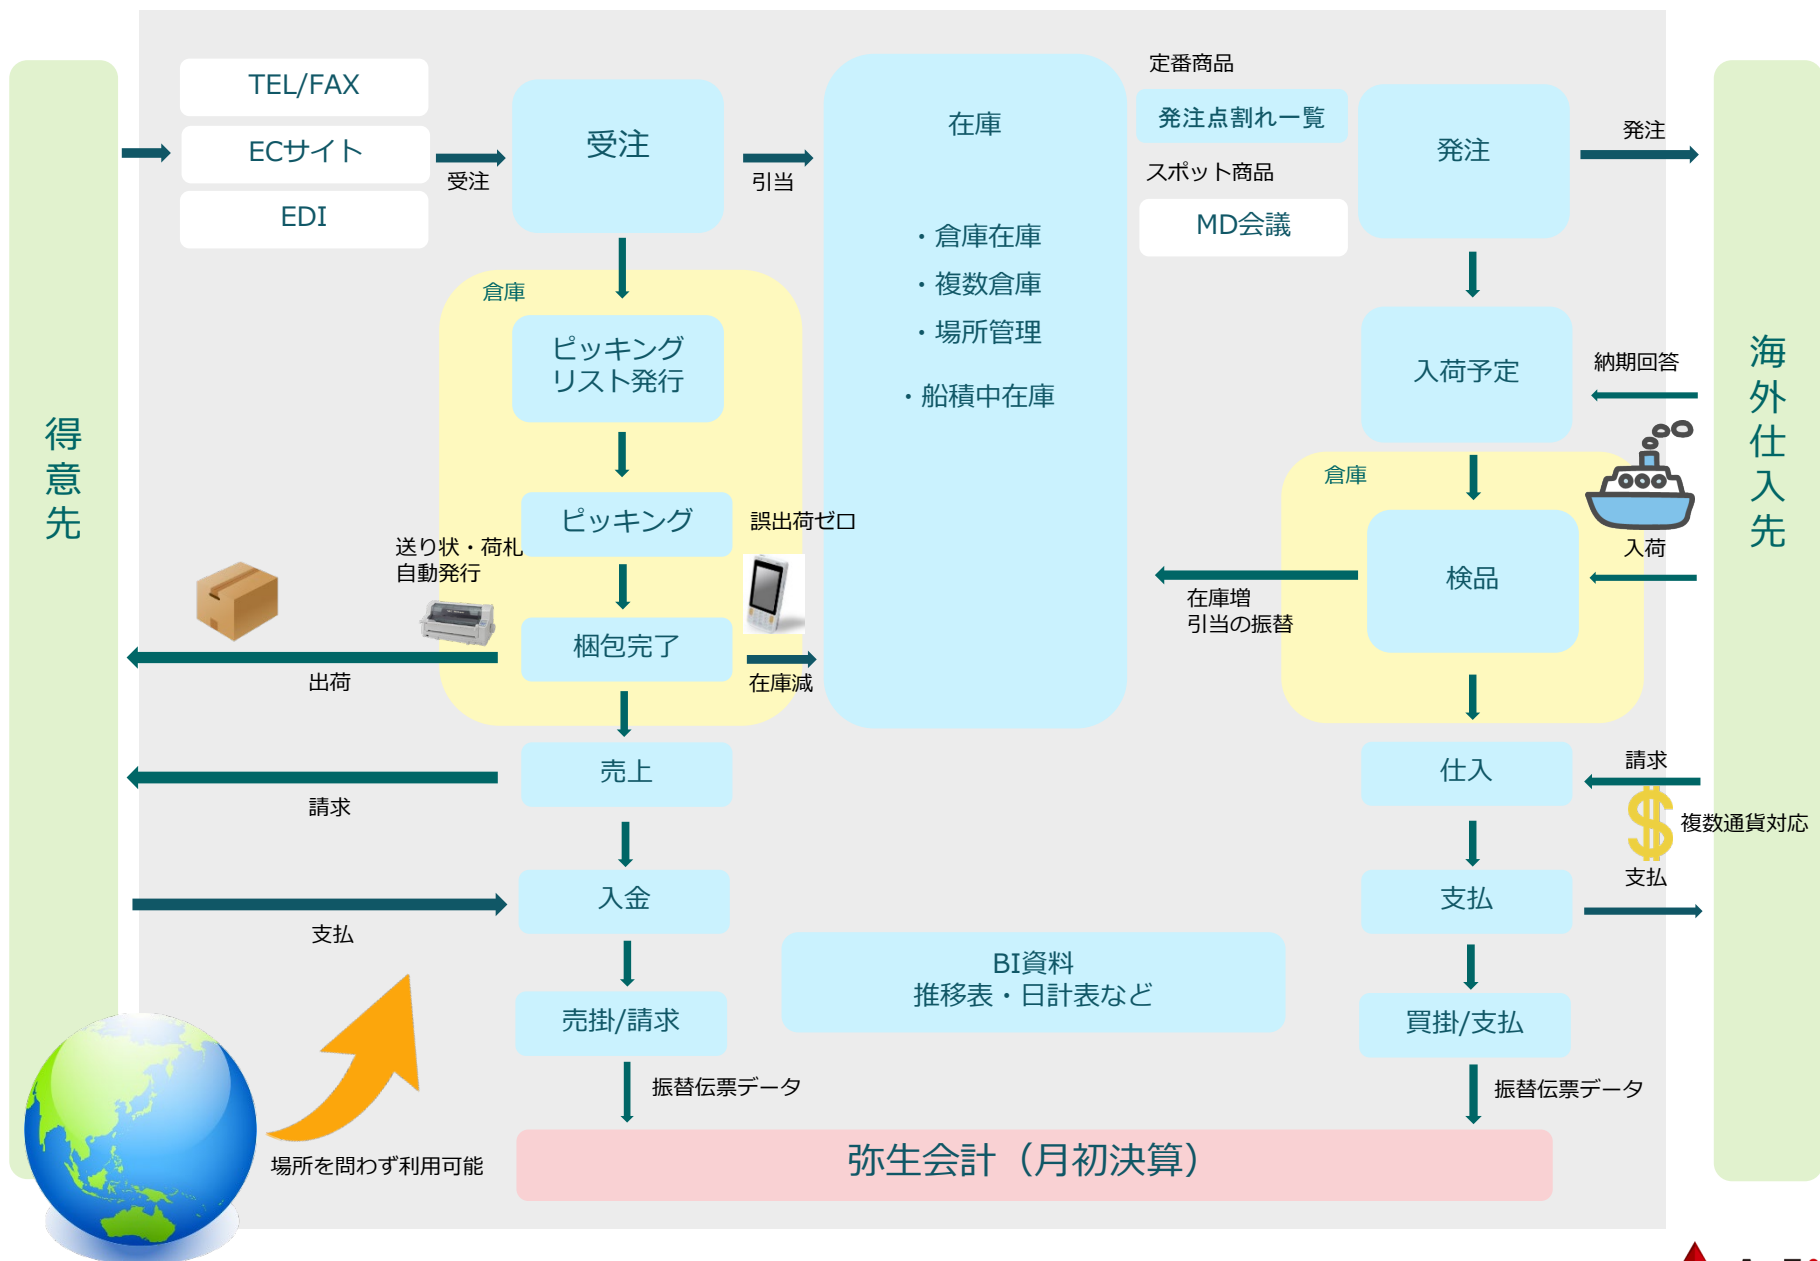 得意先
TEL/FAX
ECサイト
EDI
受注
受注
引当
在庫
・倉庫在庫
・複数倉庫
・場所管理
・船積中在庫
定番商品
発注点割れ一覧
スポット商品
MD会議
発注
発注
海外仕入先
倉庫
ピッキング
リスト発行
ピッキング
誤出荷ゼロ
送り状・荷札
自動発行
梱包完了
出荷
在庫減
入荷予定
納期回答
倉庫
検品
入荷
在庫増
引当の振替
売上
請求
仕入
請求
複数通貨対応
入金
支払
支払
支払
BI資料
推移表・日計表など
売掛/請求
買掛/支払
振替伝票データ
振替伝票データ
場所を問わず利用可能
弥生会計（月初決算）